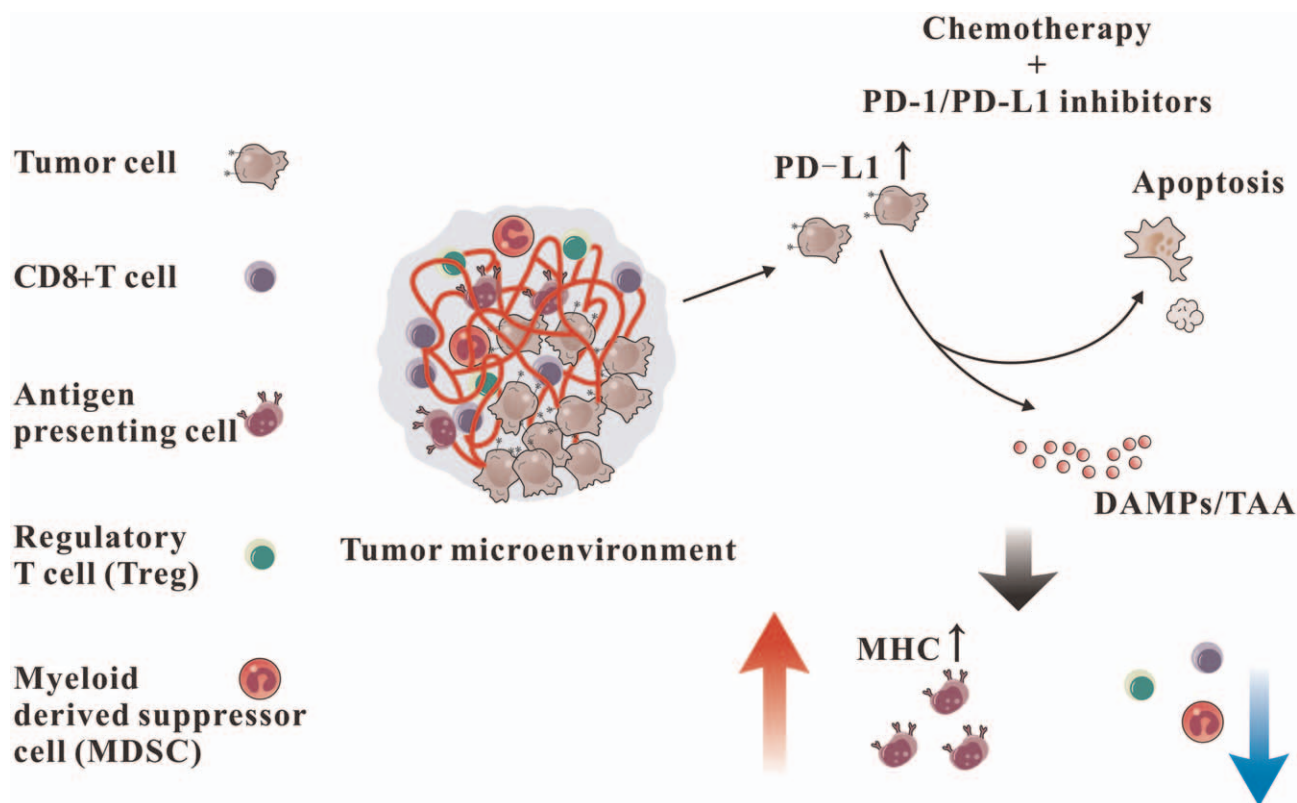 Chemotherapy
+
PD-1/PD-L1 inhibitors
Tumor cell
PD-L1 ↑
Apoptosis
CD8+T cell
Antigen
presenting cell
DAMPs/TAA
Regulatory
T cell (Treg)
Tumor microenvironment
MHC ↑
Myeloid
derived suppressor
cell (MDSC)